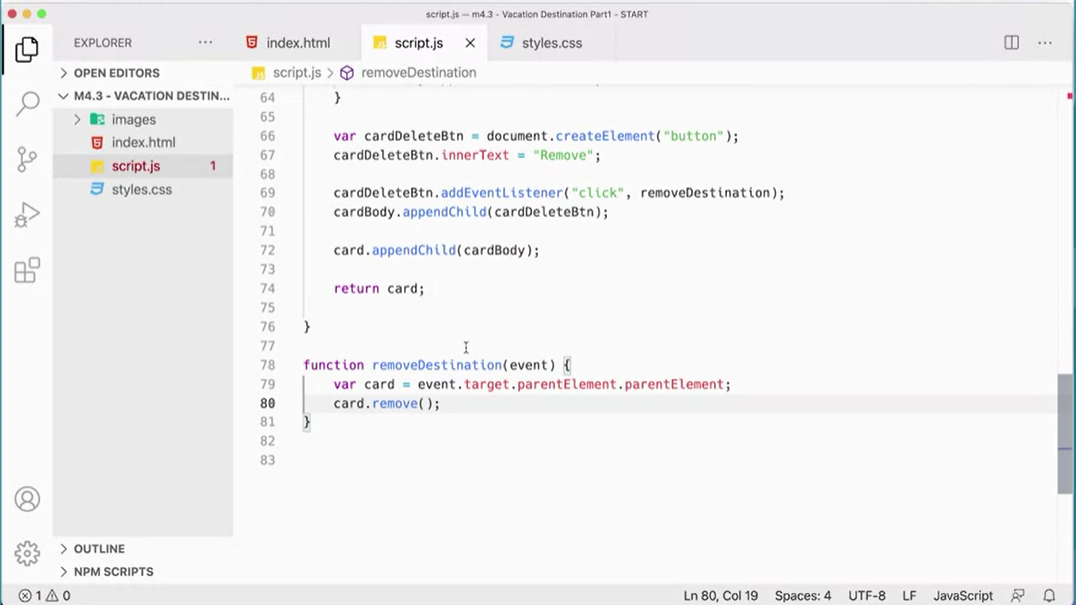 script.js — m4.3 - Vacation Destination Part1 - START
EXPLORER ···
index.html
script.js
styles.css
OPEN EDITORS
script.js
removeDestination
M4.3 - VACATION DESTIN...
images
index.html
script.js 1
styles.css
64 }
65
66 var cardDeleteBtn = document.createElement("button");
67 cardDeleteBtn.innerText = "Remove";
68
69 cardDeleteBtn.addEventListener("click", removeDestination);
70 cardBody.appendChild(cardDeleteBtn);
71
72 card.appendChild(cardBody);
73
74 return card;
75
76 }
77
78 function removeDestination(event) {
79 var card = event.target.parentElement.parentElement;
80 card.remove();
81 }
82
83
OUTLINE
NPM SCRIPTS
1 0
Ln 80, Col 19
Spaces: 4
UTF-8
LF
JavaScript